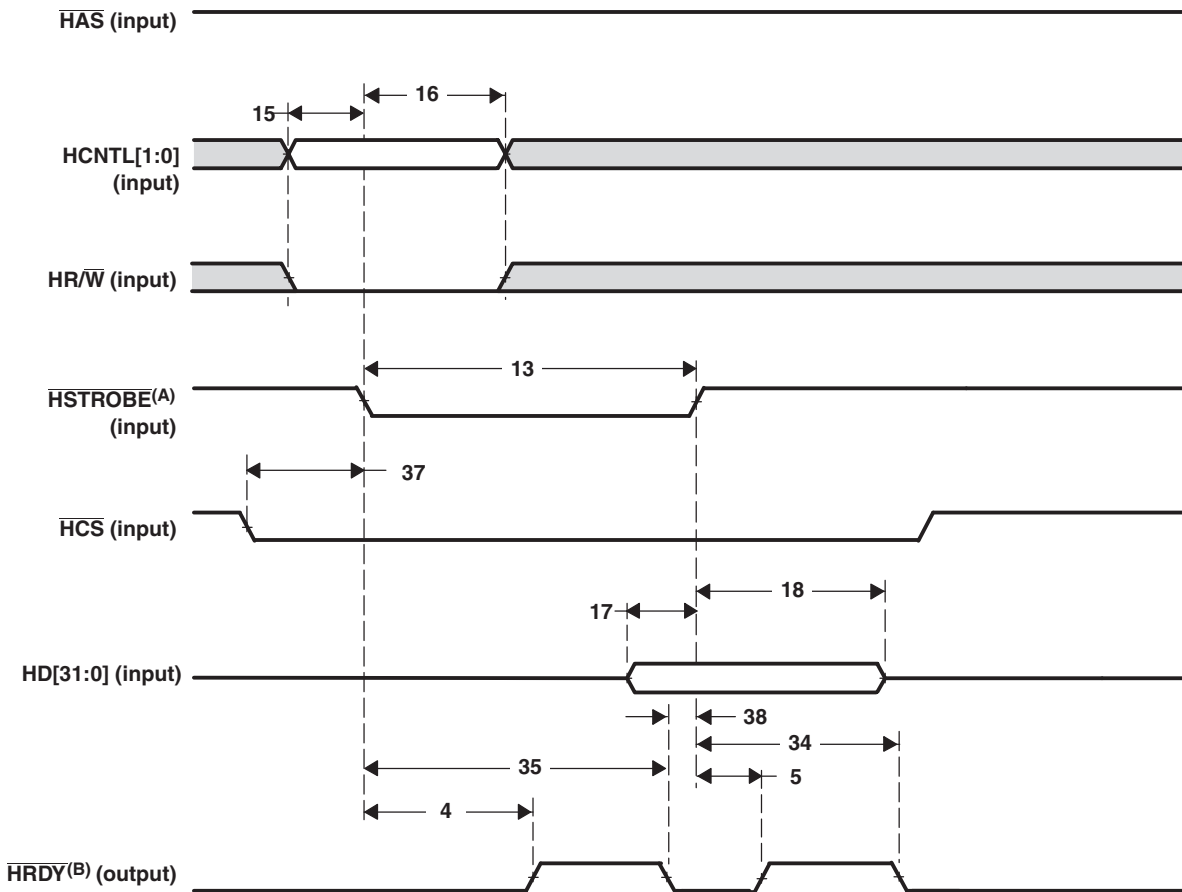 HAS (input)
16
15
HCNTL[1:0]
(input)
HR/W (input)
13
HSTROBE(A)
(input)
37
HCS (input)
18
17
HD[31:0] (input)
38
34
35
5
4
HRDY(B) (output)